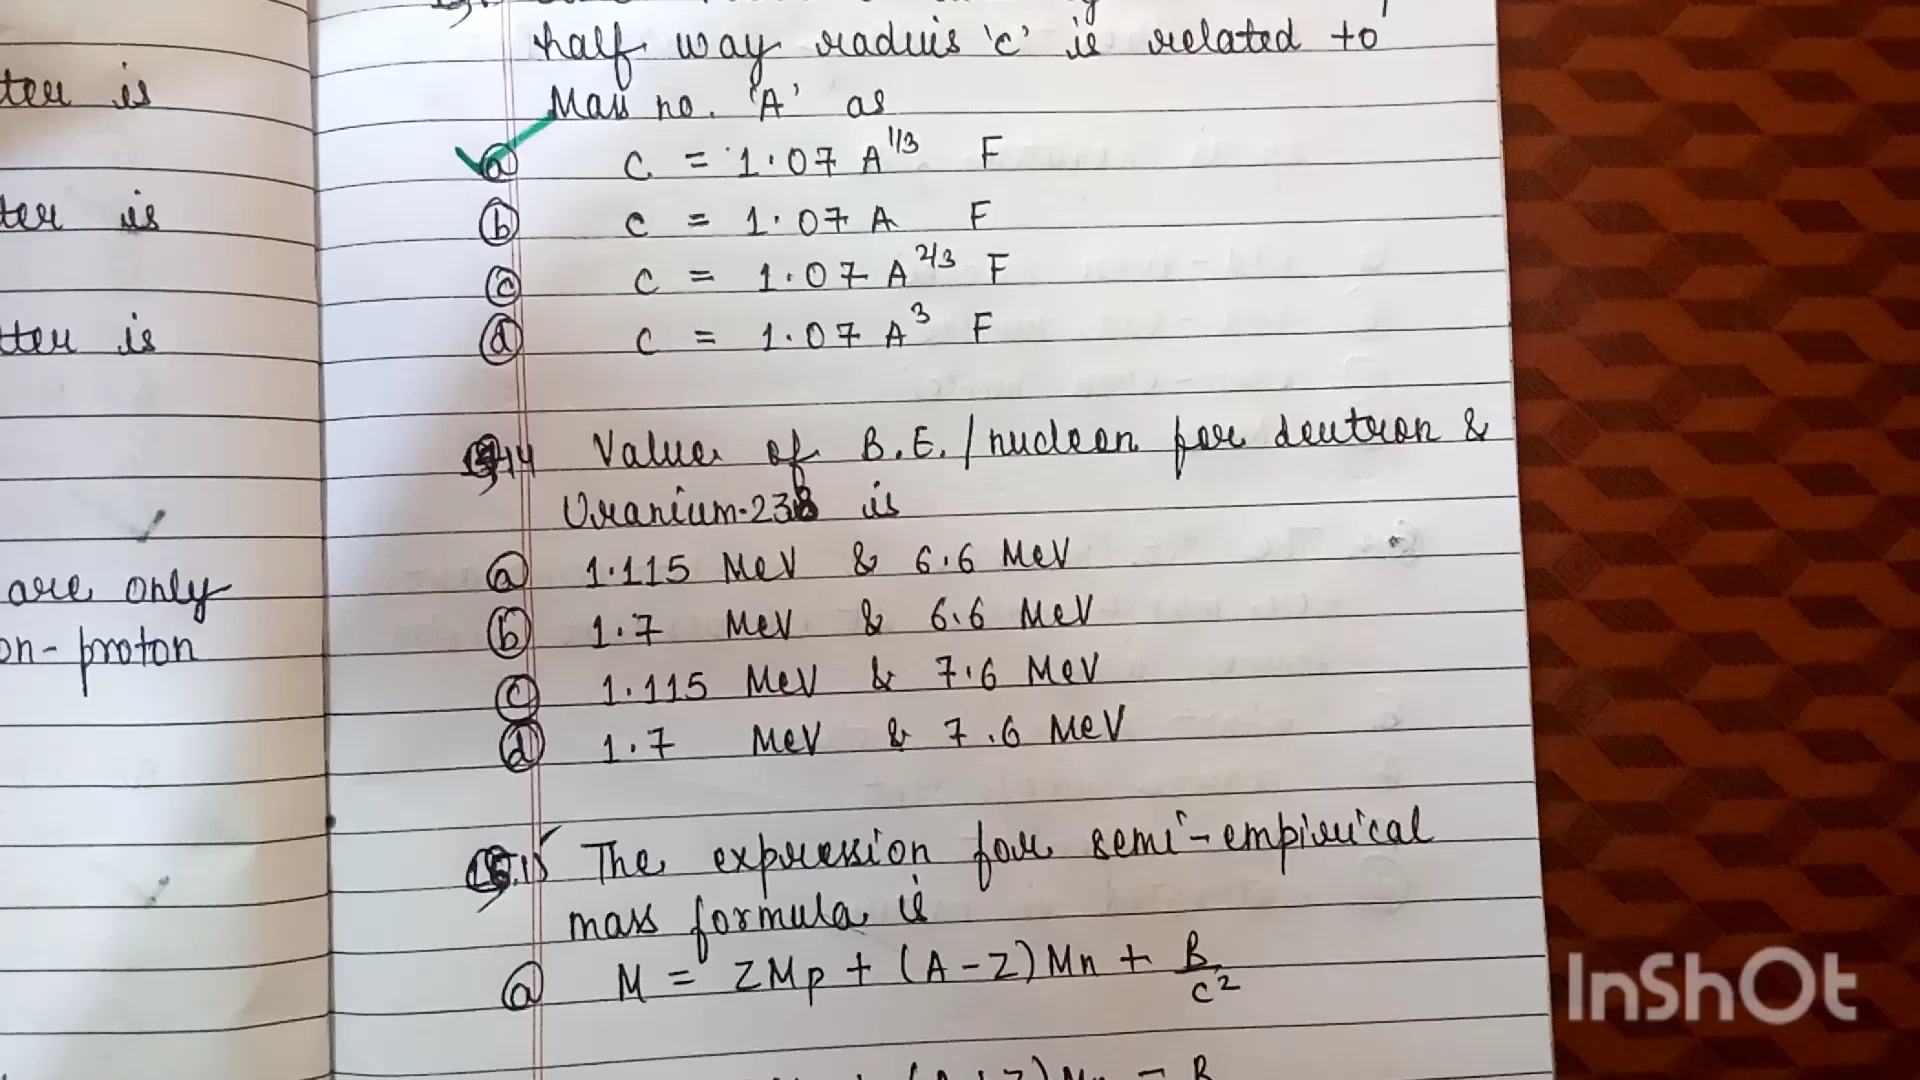 ter is
ter is
tter is
are only
on-proton
half way radius 'c' is related to
Mass no. 'A' as
(a) C = 1.07 A^1/3 F
(b) C = 1.07 A F
(c) C = 1.07 A^2/3 F
(d) C = 1.07 A^3 F
14 Value of B.E./nucleon for deutron &
Uranium-238 is
(a) 1.115 MeV & 6.6 MeV
(b) 1.7 MeV & 6.6 MeV
(c) 1.115 MeV & 7.6 MeV
(d) 1.7 MeV & 7.6 MeV
15 The expression for semi-empirical
mass formula is
(a) M = ZMp + (A-Z)Mn + B/c²
InShOt